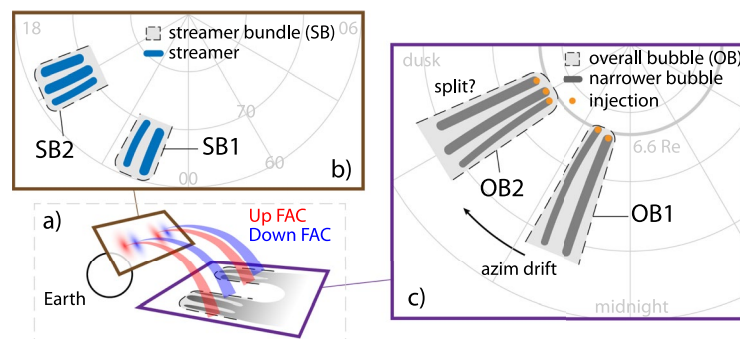 18
06
streamer bundle (SB)
streamer
70
60
00
SB2
SB1
b)
a)
Up FAC
Down FAC
Earth
dusk
overall bubble (OB)
narrower bubble
injection
split?
6.6 Re
OB2
OB1
azim drift
midnight
c)